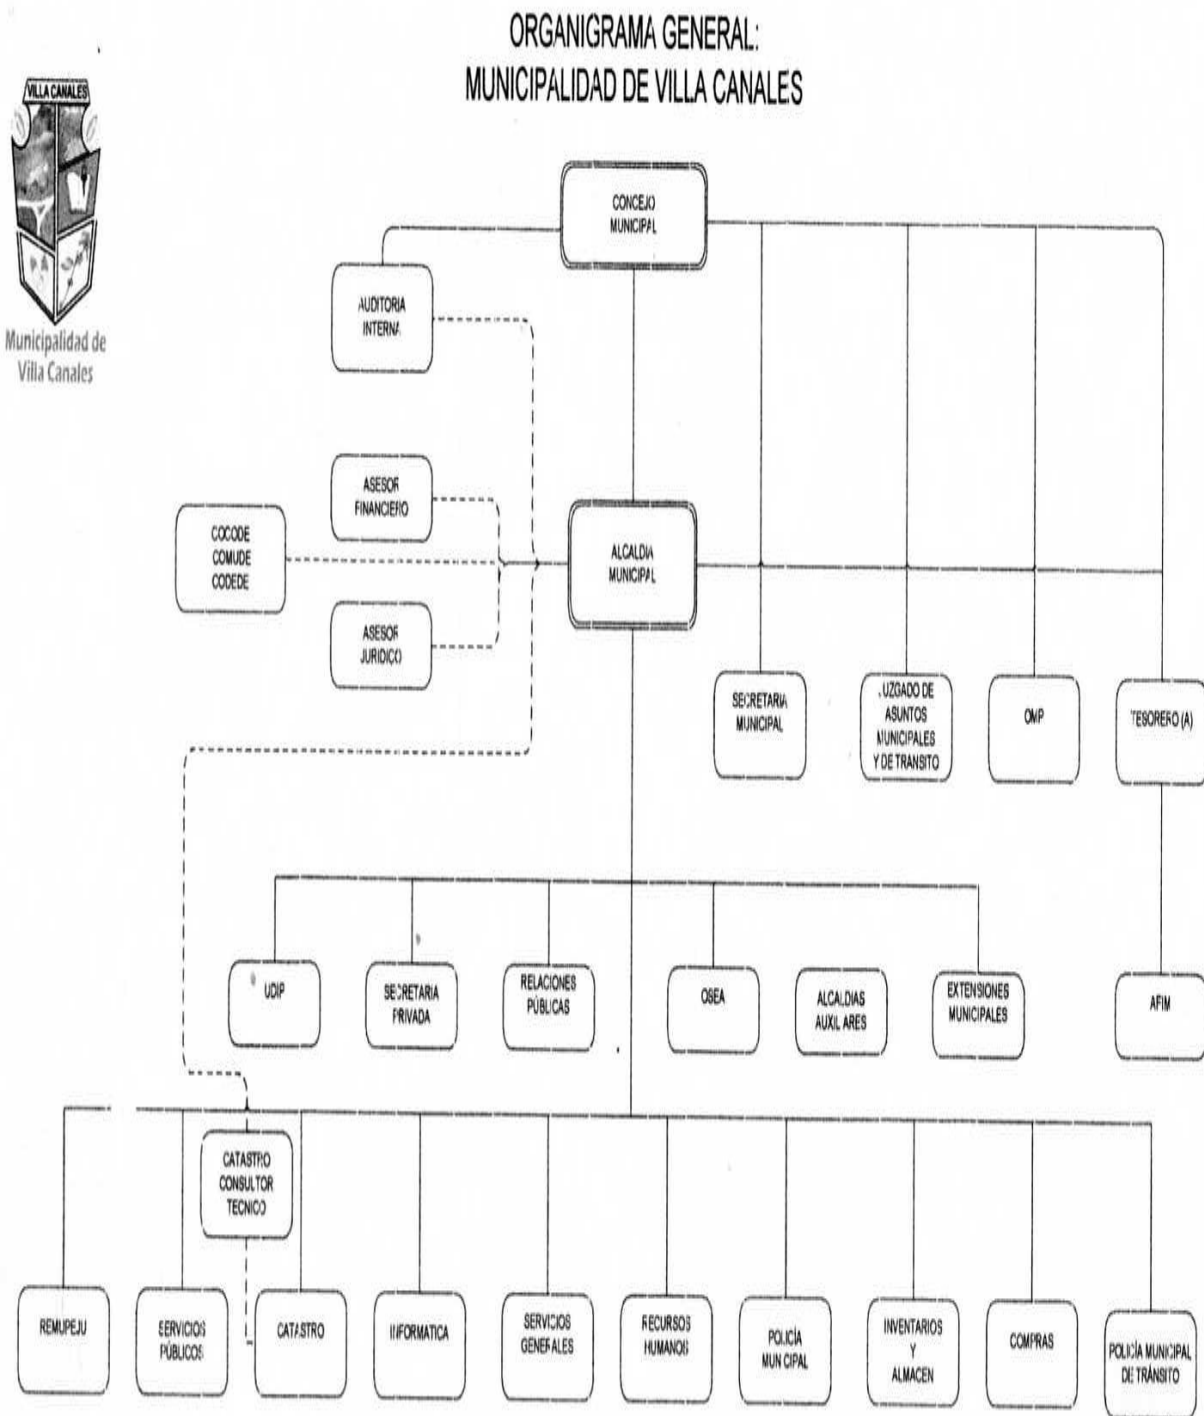 ORGANIGRAMA GENERAL:
MUNICIPALIDAD DE VILLA CANALES
VILLA CANALES
Municipalidad de
Villa Canales
CONCEJO
MUNICIPAL
AUDITORIA
INTERNA
ASESOR
FINANCIERO
COCODE
COMUDE
CODEDE
ALCALDIA
MUNICIPAL
ASESOR
JURIDICO
SECRETARIA
MUNICIPAL
JUZGADO DE
ASUNTOS
MUNICIPALES
Y DE TRÁNSITO
OMP
TESORERO (A)
UDIP
SECRETARIA
PRIVADA
RELACIONES
PÚBLICAS
OSEA
ALCALDIAS
AUXILIARES
EXTENSIONES
MUNICIPALES
AFIM
CATASTRO
CONSULTOR
TECNICO
REMUPEJU
SERVICIOS
PÚBLICOS
CATASTRO
INFORMATICA
SERVICIOS
GENERALES
RECURSOS
HUMANOS
POLICÍA
MUNICIPAL
INVENTARIOS
Y
ALMACEN
COMPRAS
POLICÍA MUNICIPAL
DE TRÁNSITO